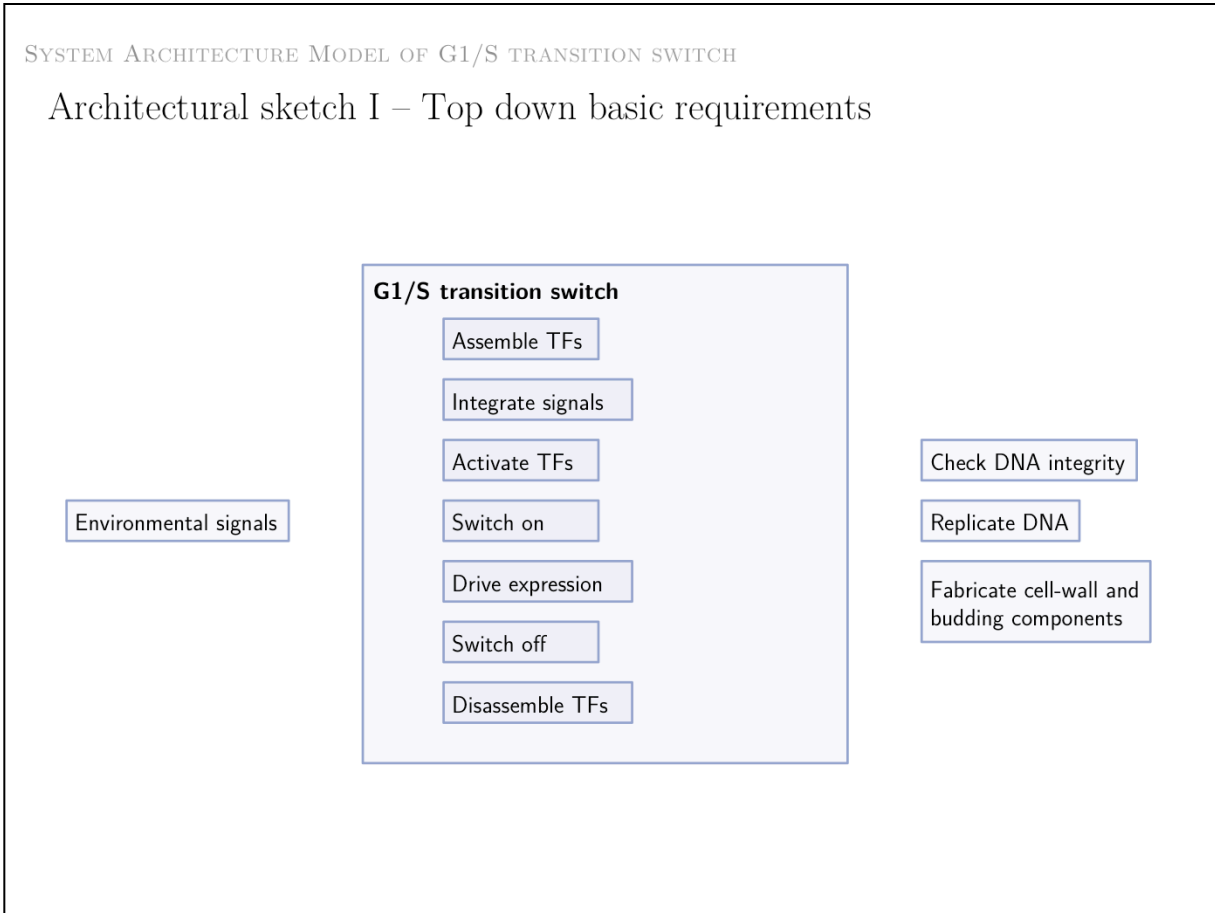 System Architecture Model of G1/S transition switch
Architectural sketch I – Top down basic requirements
G1/S transition switch
Assemble TFs
Integrate signals
Activate TFs
Switch on
Drive expression
Switch off
Disassemble TFs
Environmental signals
Check DNA integrity
Replicate DNA
Fabricate cell-wall and
budding components